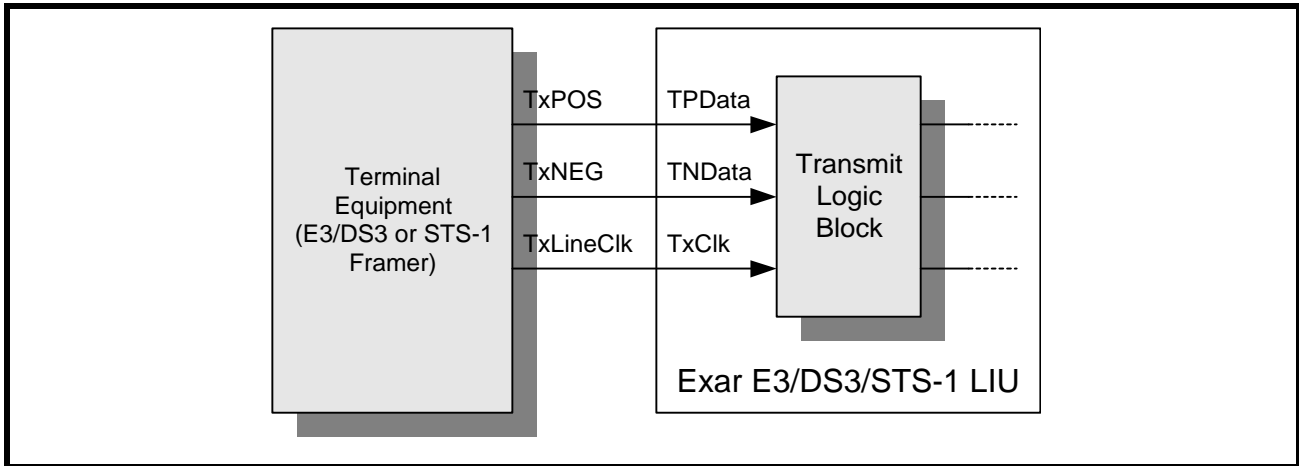 Terminal
Equipment
(E3/DS3 or STS-1
Framer)
TxPOS
TPData
TxNEG
TNData
TxLineClk
TxClk
Transmit
Logic
Block
Exar E3/DS3/STS-1 LIU